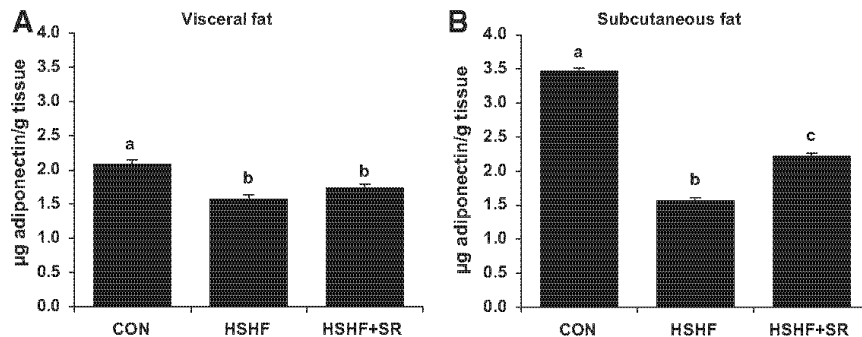 A
Visceral fat
µg adiponectin/g tissue
4.0
3.5
3.0
2.5
2.0
1.5
1.0
0.5
0.0
a
b
b
CON
HSHF
HSHF+SR
B
Subcutaneous fat
µg adiponectin/g tissue
4.0
3.5
3.0
2.5
2.0
1.5
1.0
0.5
0.0
a
b
c
CON
HSHF
HSHF+SR